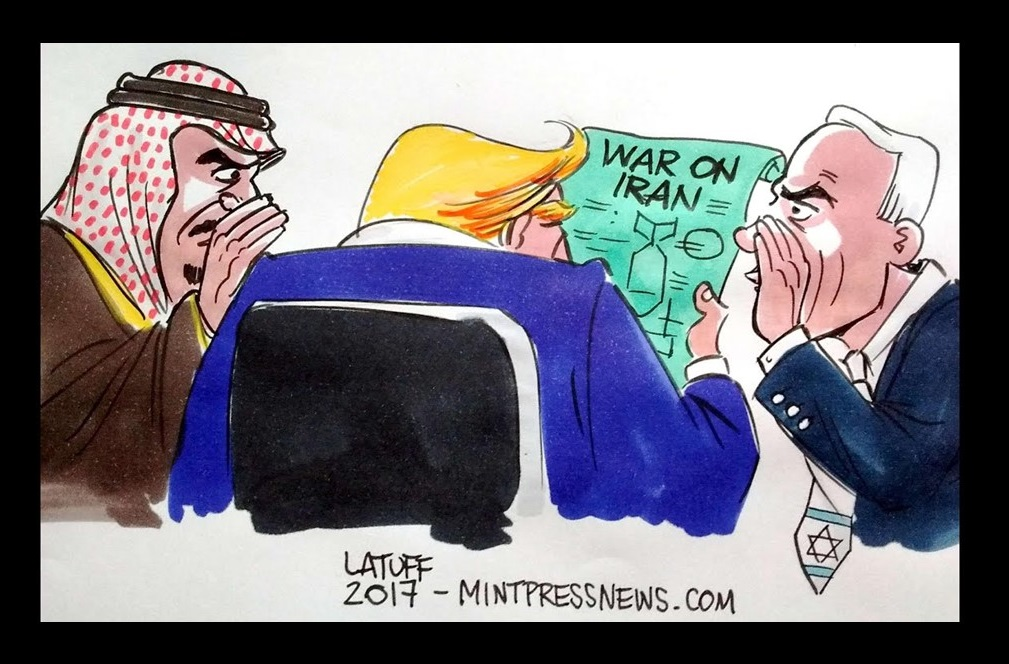 WAR ON
IRAN
LATUFF
2017 - MINTPRESSNEWS.COM